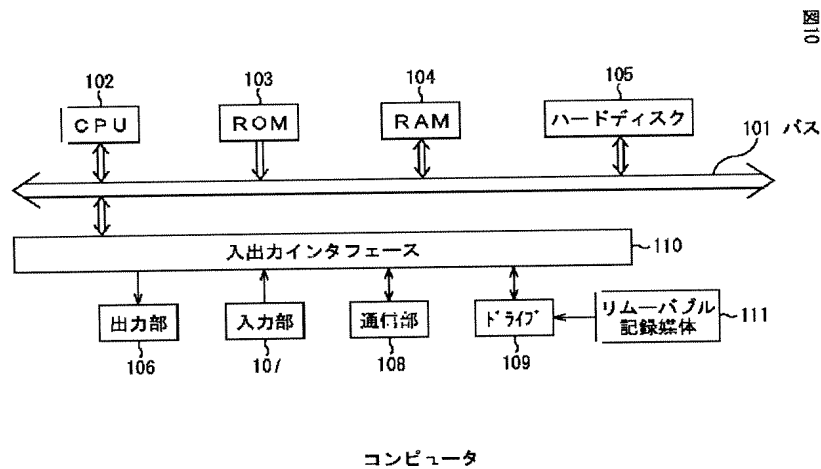 図10
102
103
104
105
CPU
ROM
RAM
ハードディスク
101 バス
入出力インタフェース
110
出力部
入力部
通信部
ドライブ
リムーバブル
記録媒体
111
106
107
108
109
コンピュータ